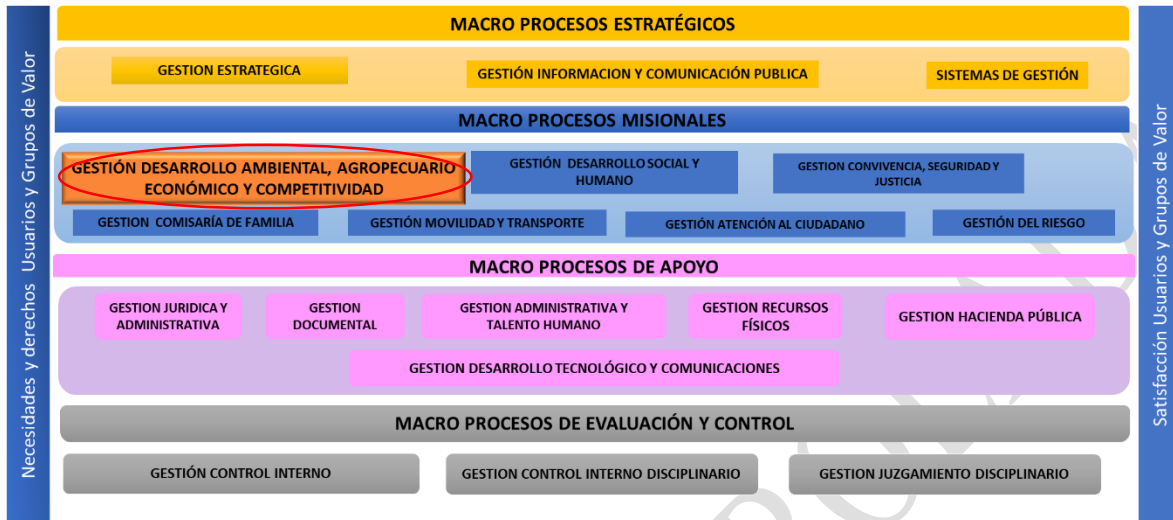 Necesidades y derechos Usuarios y Grupos de Valor
MACRO PROCESOS ESTRATÉGICOS
GESTION ESTRATEGICA
GESTIÓN INFORMACION Y COMUNICACIÓN PUBLICA
SISTEMAS DE GESTIÓN
MACRO PROCESOS MISIONALES
GESTIÓN DESARROLLO AMBIENTAL, AGROPECUARIO
ECONÓMICO Y COMPETITIVIDAD
GESTIÓN DESARROLLO SOCIAL Y
HUMANO
GESTION CONVIVENCIA, SEGURIDAD Y
JUSTICIA
GESTION COMISARÍA DE FAMILIA
GESTIÓN MOVILIDAD Y TRANSPORTE
GESTIÓN ATENCIÓN AL CIUDADANO
GESTIÓN DEL RIESGO
MACRO PROCESOS DE APOYO
GESTION JURIDICA Y
ADMINISTRATIVA
GESTION
DOCUMENTAL
GESTION ADMINISTRATIVA Y
TALENTO HUMANO
GESTION RECURSOS
FÍSICOS
GESTION HACIENDA PÚBLICA
GESTION DESARROLLO TECNOLÓGICO Y COMUNICACIONES
MACRO PROCESOS DE EVALUACIÓN Y CONTROL
GESTIÓN CONTROL INTERNO
GESTION CONTROL INTERNO DISCIPLINARIO
GESTION JUZGAMIENTO DISCIPLINARIO
Satisfacción Usuarios y Grupos de Valor